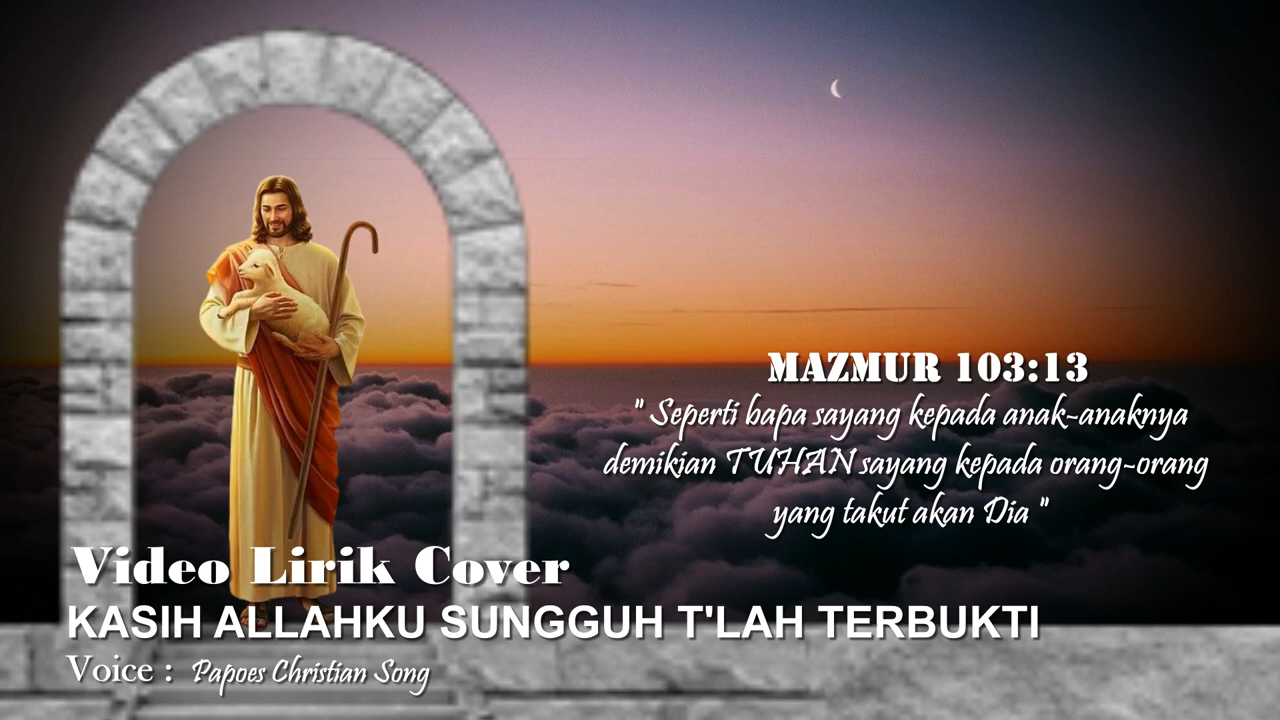 MAZMUR 103:13
" Seperti bapa sayang kepada anak-anaknya
demikian TUHAN sayang kepada orang-orang
yang takut akan Dia "
Video Lirik Cover
KASIH ALLAHKU SUNGGUH T'LAH TERBUKTI
Voice : Papoes Christian Song